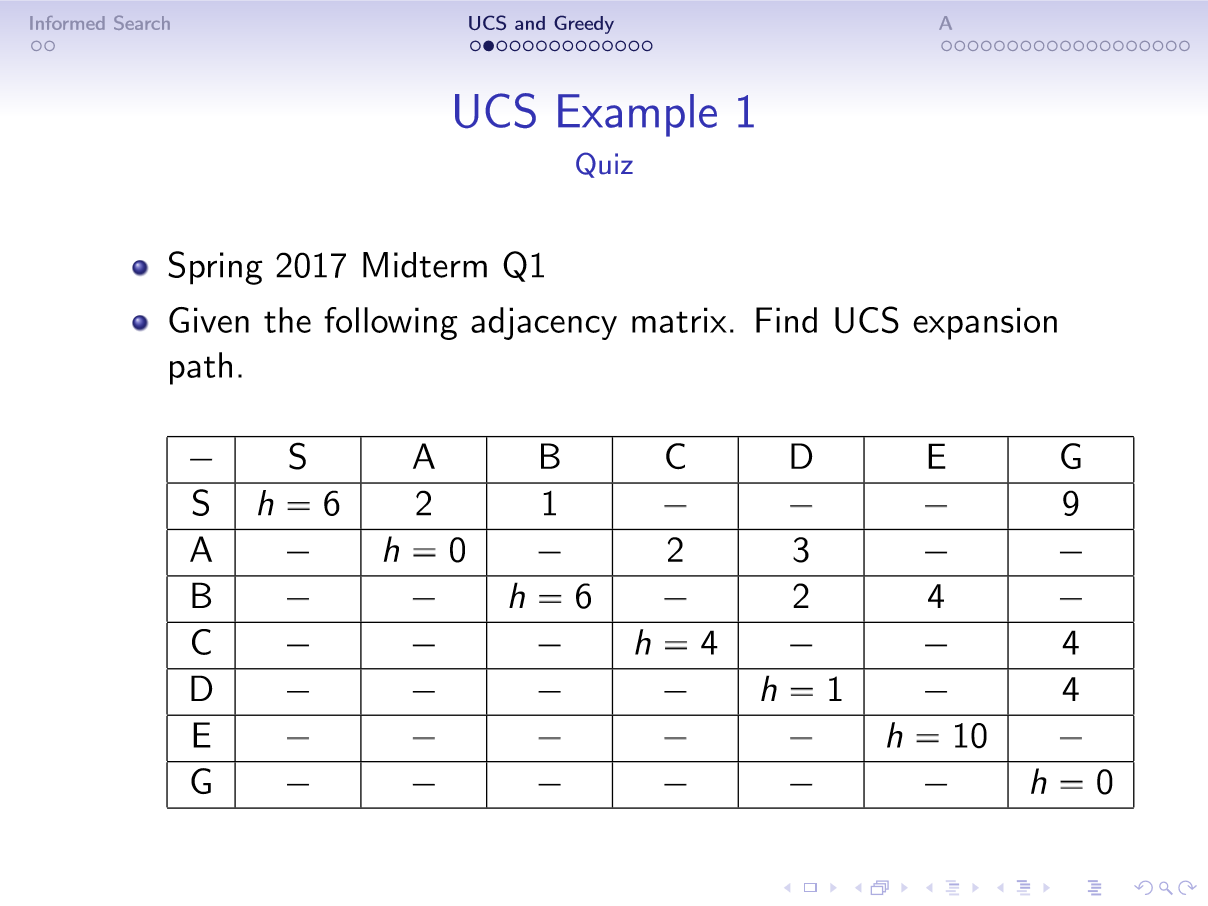 Informed Search UCS and Greedy A
UCS Example 1
Quiz
Spring 2017 Midterm Q1
Given the following adjacency matrix. Find UCS expansion
path.
– S A B C D E G
S h = 6 2 1 – – – 9
A – h = 0 – 2 3 – –
B – – h = 6 – 2 4 –
C – – – h = 4 – – 4
D – – – – h = 1 – 4
E – – – – – h = 10 –
G – – – – – – h = 0